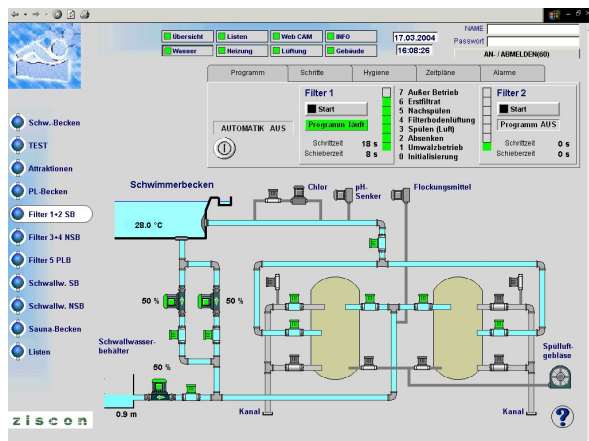 Übersicht Listen Web CAM INFO
Wasser Heizung Lüftung Gebäude
17.03.2004
16:08:26
NAME
Passwort
AN- / ABMELDEN(60)
Programm Schritte Hygiene Zeitpläne Alarme
AUTOMATIK AUS
Filter 1
Start
Programm läuft
Schrittzeit 18 s
Schieberzeit 8 s
7 Außer Betrieb
6 Erstfiltrat
5 Nachspülen
4 Filterbodenlüftung
3 Spülen (Luft)
2 Absenken
1 Umwälzbetrieb
0 Initialisierung
Filter 2
Start
Programm AUS
Schrittzeit 0 s
Schieberzeit 0 s
Schw.-Becken
TEST
Attraktionen
PL-Becken
Filter 1+2 SB
Filter 3+4 NSB
Filter 5 PLB
Schwallw. SB
Schwallw. NSB
Sauna-Becken
Listen
ziscon
Schwimmerbecken
28.0 °C
Chlor
pH-
Senker
Flockungsmittel
50 %
50 %
Schwallwasser-
behälter
50 %
0.9 m
Kanal
Kanal
Spülluft-
gebläse
?